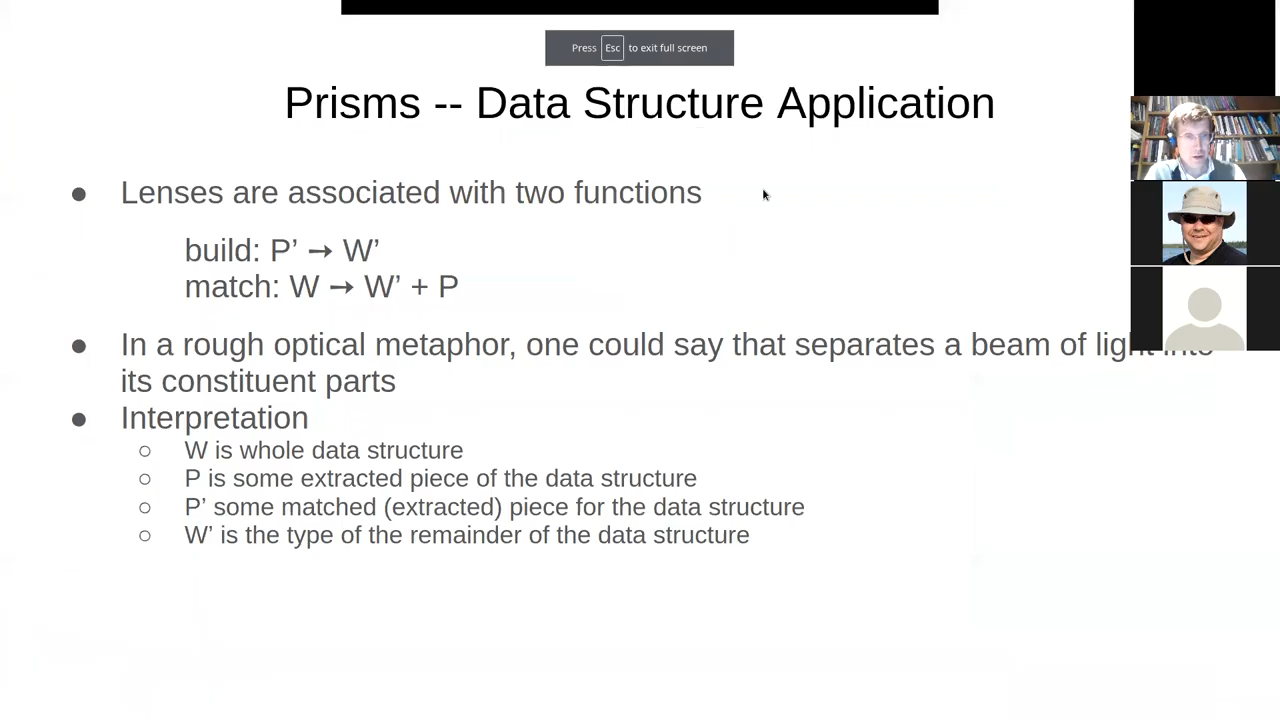 Press Esc to exit full screen
Prisms -- Data Structure Application
● Lenses are associated with two functions
build: P’ → W’
match: W → W’ + P
● In a rough optical metaphor, one could say that separates a beam of light into
its constituent parts
● Interpretation
○ W is whole data structure
○ P is some extracted piece of the data structure
○ P’ some matched (extracted) piece for the data structure
○ W’ is the type of the remainder of the data structure